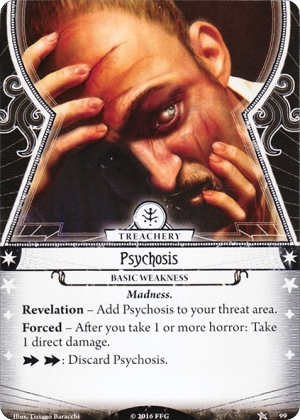 TREACHERY
Psychosis
BASIC WEAKNESS
Madness.
Revelation – Add Psychosis to your threat area.
Forced – After you take 1 or more horror: Take
1 direct damage.
: Discard Psychosis.
Illus. Tiziano Baracchi
© 2016 FFG
99